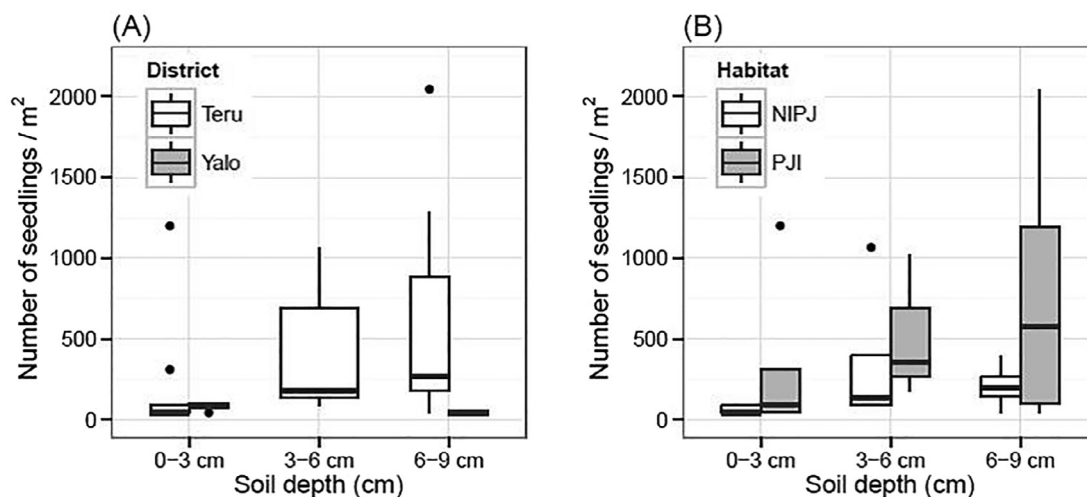 (A)
Number of seedlings / m²
2000
1500
1000
500
0
District
Teru
Yalo
0−3 cm 3−6 cm 6−9 cm
Soil depth (cm)
(B)
Number of seedlings / m²
2000
1500
1000
500
0
Habitat
NIPJ
PJI
0−3 cm 3−6 cm 6−9 cm
Soil depth (cm)